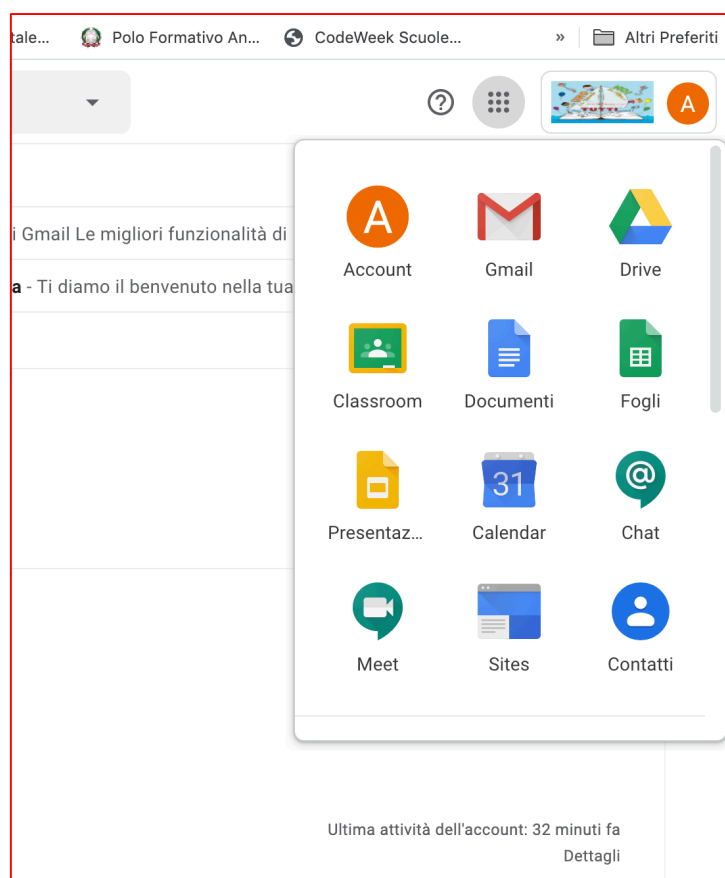 tale... Polo Formativo An... CodeWeek Scuole... » Altri Preferiti
A
i Gmail Le migliori funzionalità di
a - Ti diamo il benvenuto nella tua
A
Account Gmail Drive
Classroom Documenti Fogli
31 @
Presentaz... Calendar Chat
Meet Sites Contatti
Ultima attività dell'account: 32 minuti fa
Dettagli